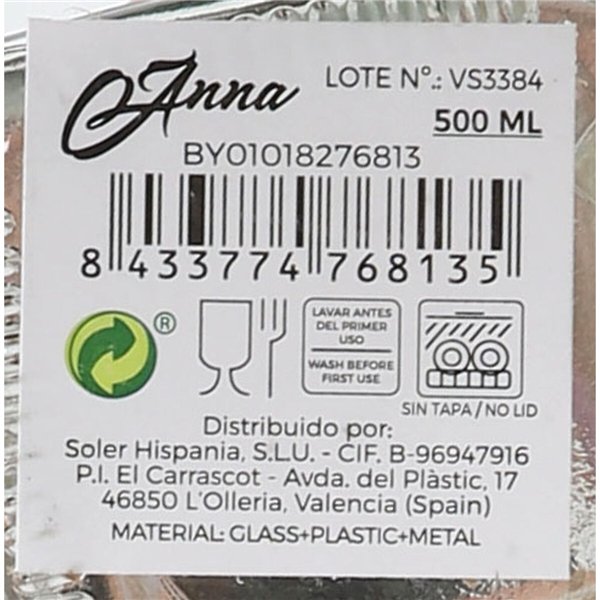 Anna
LOTE Nº.: VS3384
500 ML
BY01018276813
8 433774 768135
®
LAVAR ANTES
DEL PRIMER
USO
WASH BEFORE
FIRST USE
SIN TAPA / NO LID
Distribuido por:
Soler Hispania, S.L.U. - CIF. B-96947916
P.I. El Carrascot - Avda. del Plàstic, 17
46850 L'Olleria, Valencia (Spain)
MATERIAL: GLASS+PLASTIC+METAL